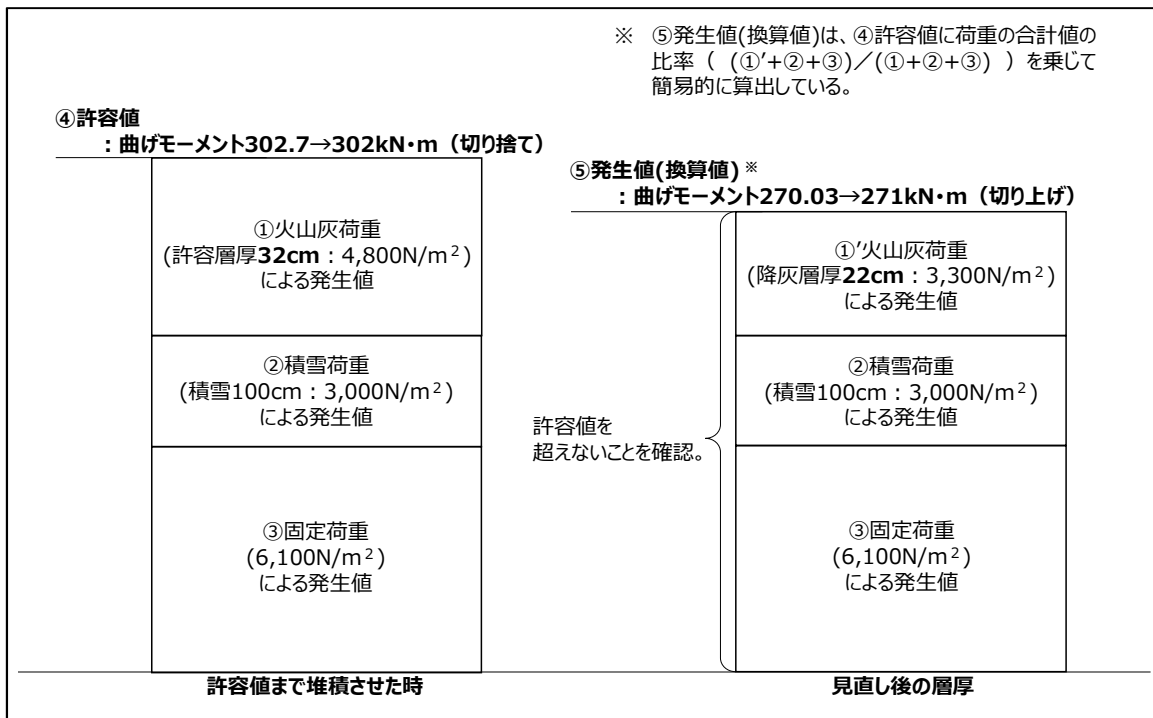 ※ ⑤発生値(換算値)は、④許容値に荷重の合計値の
比率（ (①'+②+③)／(①+②+③) ）を乗じて
簡易的に算出している。
④許容値
：曲げモーメント302.7→302kN・m（切り捨て）
⑤発生値(換算値)※
：曲げモーメント270.03→271kN・m（切り上げ）
①火山灰荷重
(許容層厚32cm：4,800N/m²)
による発生値
②積雪荷重
(積雪100cm：3,000N/m²)
による発生値
③固定荷重
(6,100N/m²)
による発生値
許容値まで堆積させた時
許容値を
超えないことを確認。
①'火山灰荷重
(降灰層厚22cm：3,300N/m²)
による発生値
②積雪荷重
(積雪100cm：3,000N/m²)
による発生値
③固定荷重
(6,100N/m²)
による発生値
見直し後の層厚